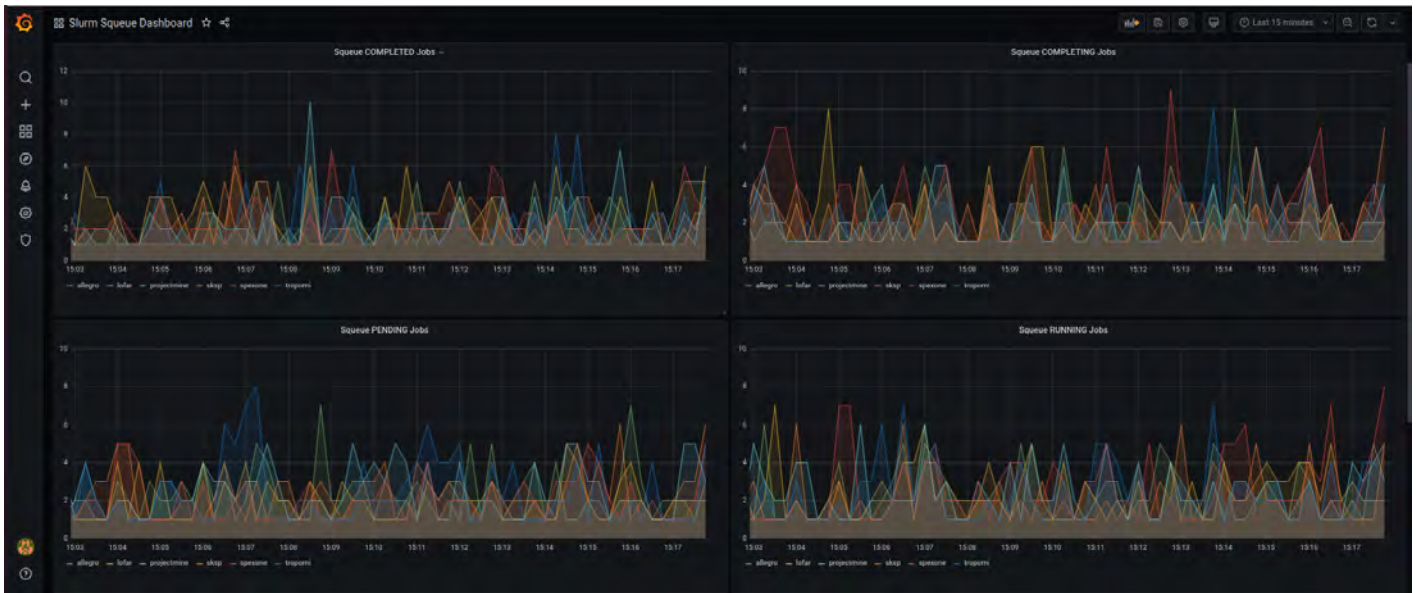 Slurm Squeue Dashboard
Last 15 minutes
Squeue COMPLETED Jobs
12
10
8
6
4
2
0
15:03 15:04 15:05 15:06 15:07 15:08 15:09 15:10 15:11 15:12 15:13 15:14 15:15 15:16 15:17
allegro lofar projectmine sksp spexone tropomi
Squeue COMPLETING Jobs
10
8
6
4
2
0
15:03 15:04 15:05 15:06 15:07 15:08 15:09 15:10 15:11 15:12 15:13 15:14 15:15 15:16 15:17
allegro lofar projectmine sksp spexone tropomi
Squeue PENDING Jobs
10
8
6
4
2
0
15:03 15:04 15:05 15:06 15:07 15:08 15:09 15:10 15:11 15:12 15:13 15:14 15:15 15:16 15:17
allegro lofar projectmine sksp spexone tropomi
Squeue RUNNING Jobs
10
8
6
4
2
0
15:03 15:04 15:05 15:06 15:07 15:08 15:09 15:10 15:11 15:12 15:13 15:14 15:15 15:16 15:17
allegro lofar projectmine sksp spexone tropomi